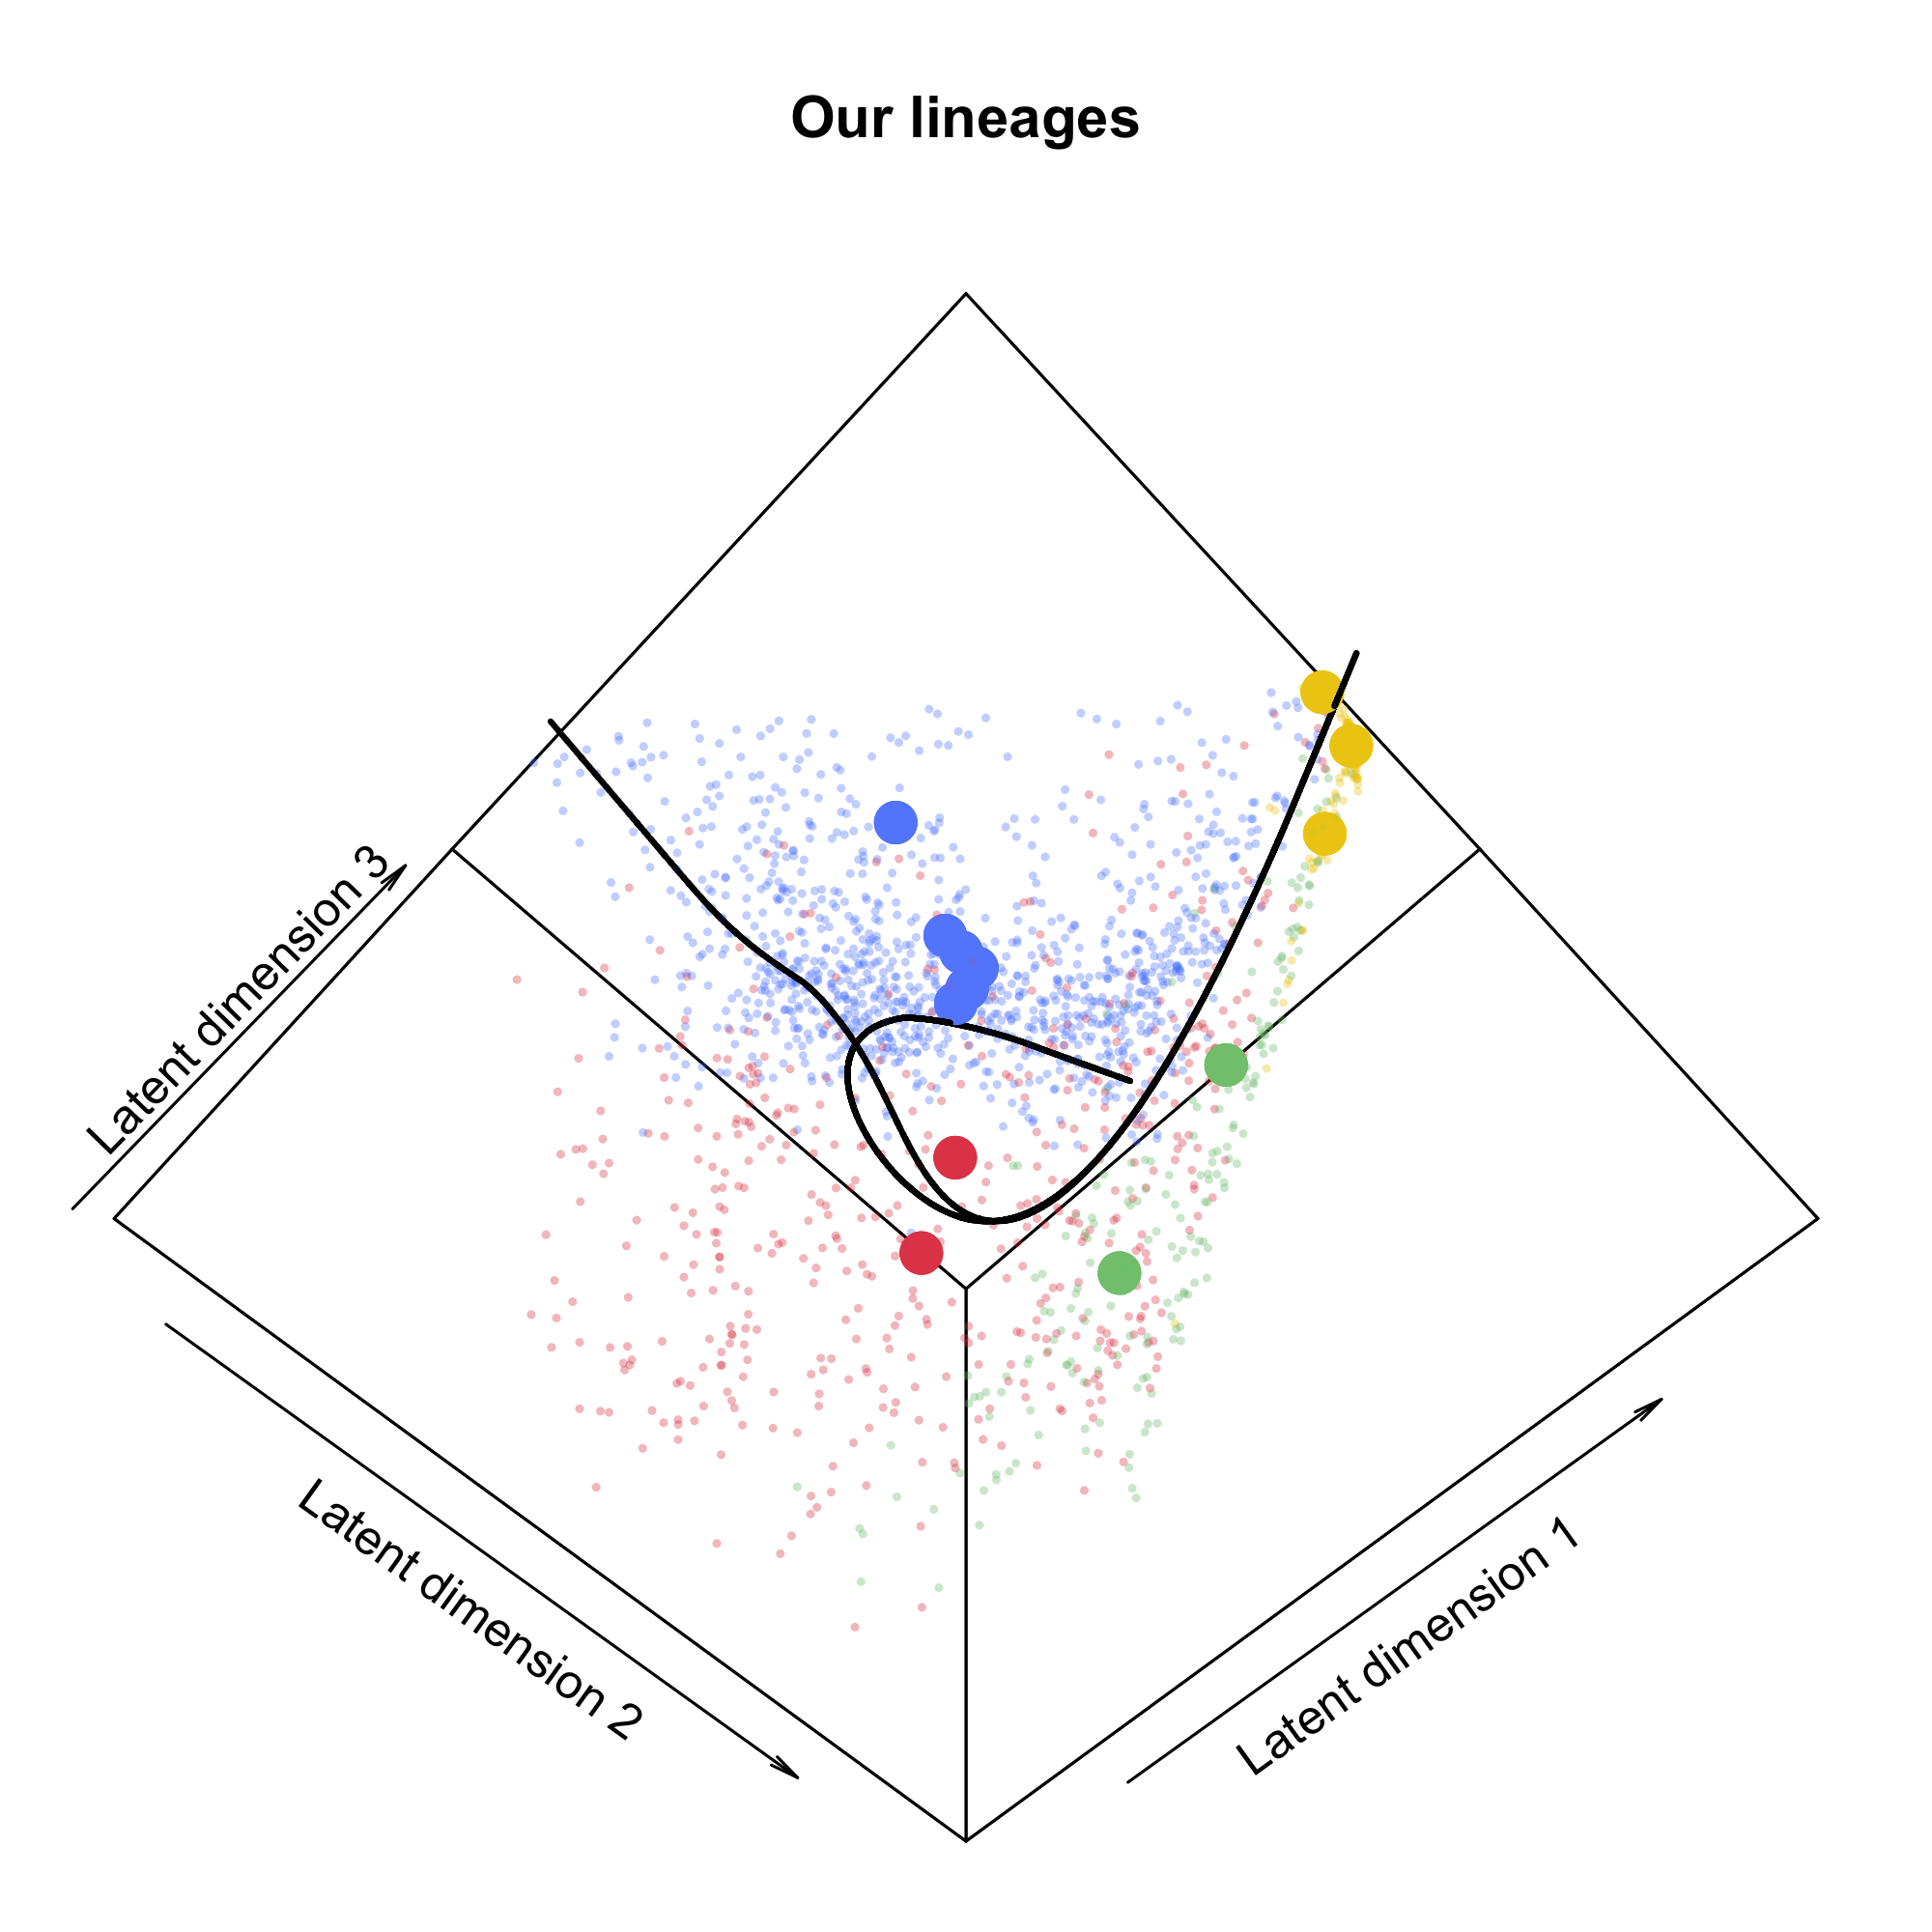 Our lineages
Latent dimension 3
Latent dimension 2
Latent dimension 1